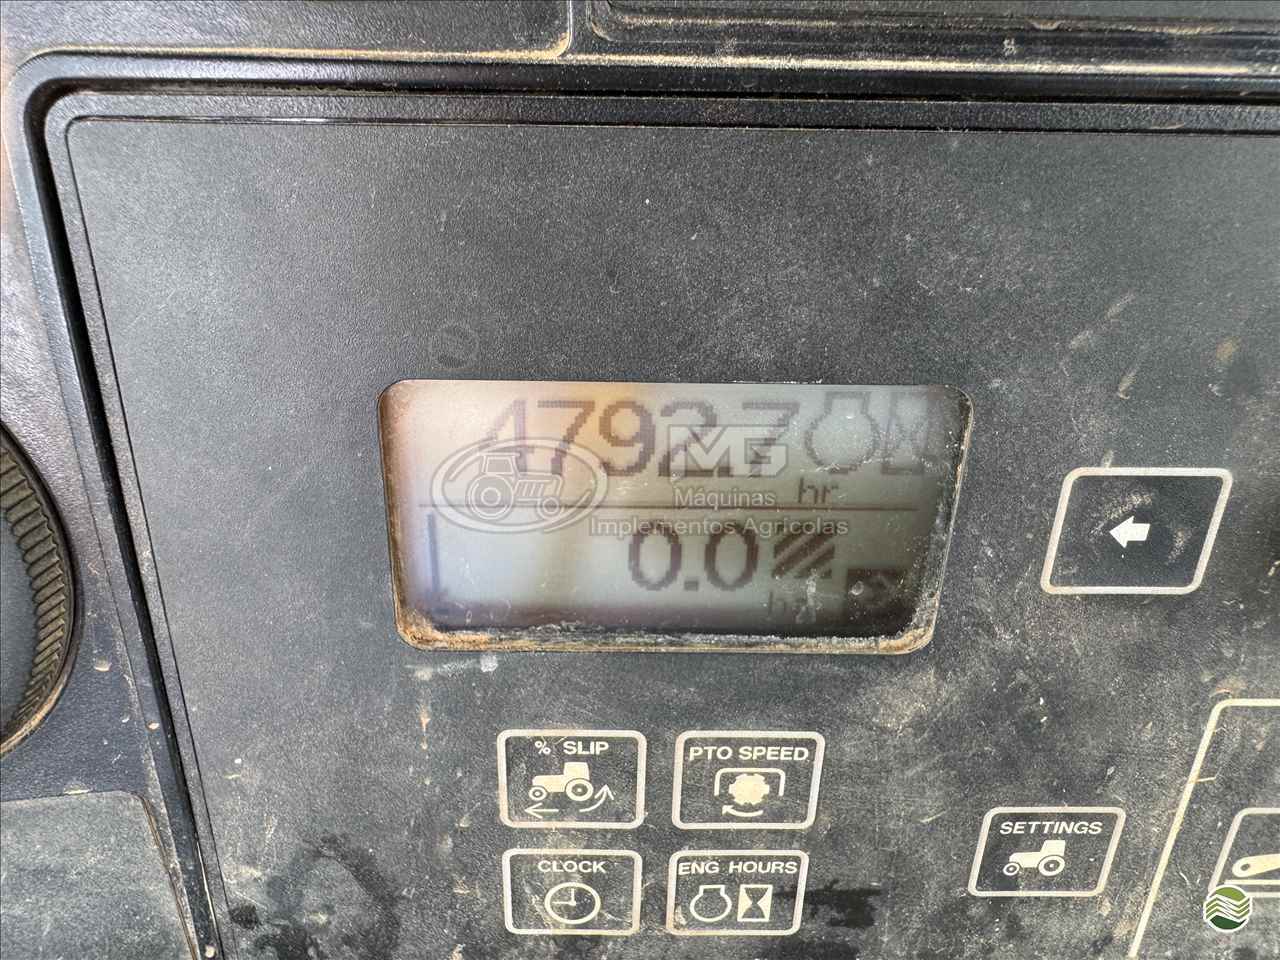 4792.7
hr
MG
Máquinas
Implementos Agrícolas
0.0
% SLIP
PTO SPEED
CLOCK
ENG HOURS
SETTINGS